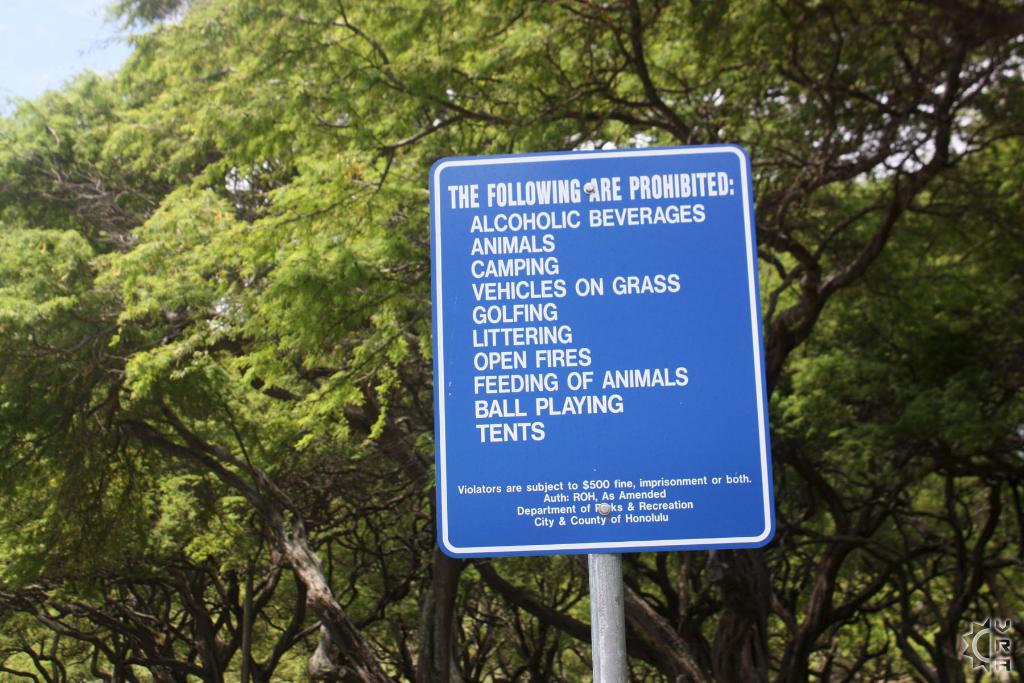 THE FOLLOWING ARE PROHIBITED:
ALCOHOLIC BEVERAGES
ANIMALS
CAMPING
VEHICLES ON GRASS
GOLFING
LITTERING
OPEN FIRES
FEEDING OF ANIMALS
BALL PLAYING
TENTS
Violators are subject to $500 fine, imprisonment or both.
Auth: ROH, As Amended
Department of Parks & Recreation
City & County of Honolulu